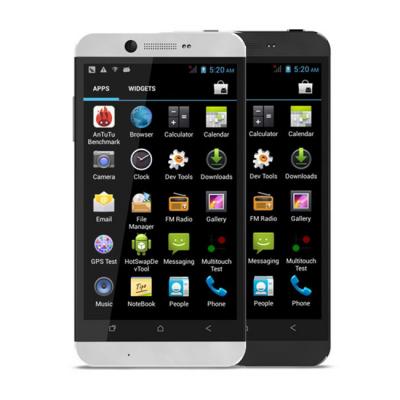 5:20 AM
5:20 AM
APPS WIDGETS
AnTuTu Browser Calculator Calendar
Benchmark
Calculator Calendar
Camera Clock Dev Tools Downloads
Dev Tools Downloads
Email File FM Radio Gallery
Manager
FM Radio Gallery
GPS Test HotSwapDe Messaging Multitouch
vTool Test
Messaging Multitouch
Test
Music NoteBook People Phone
People Phone
Tips